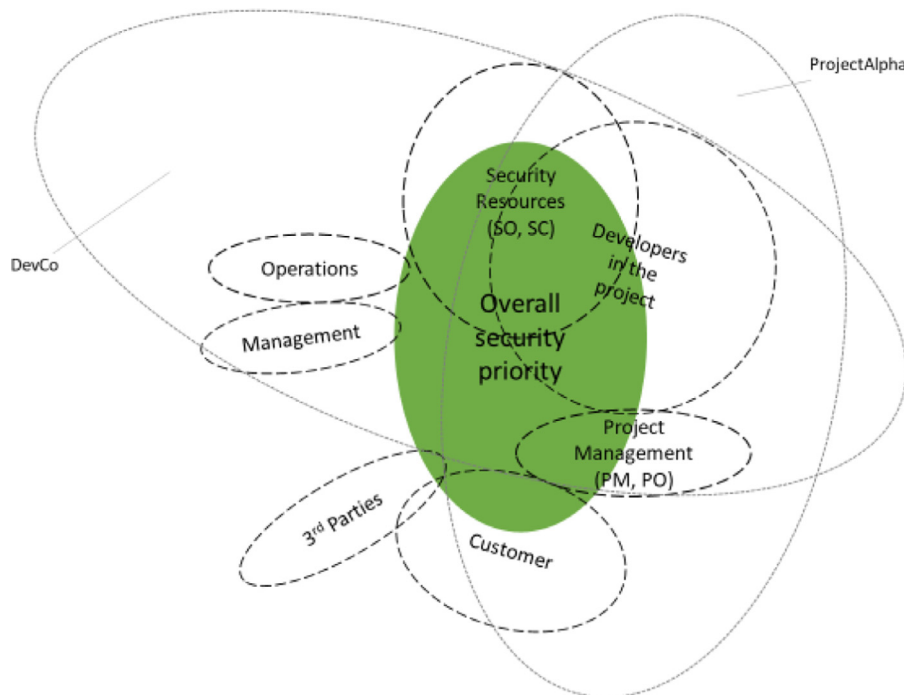 ProjectAlpha
DevCo
Security
Resources
(SO, SC)
Developers
in the
project
Operations
Management
Overall
security
priority
Project
Management
(PM, PO)
3rd Parties
Customer